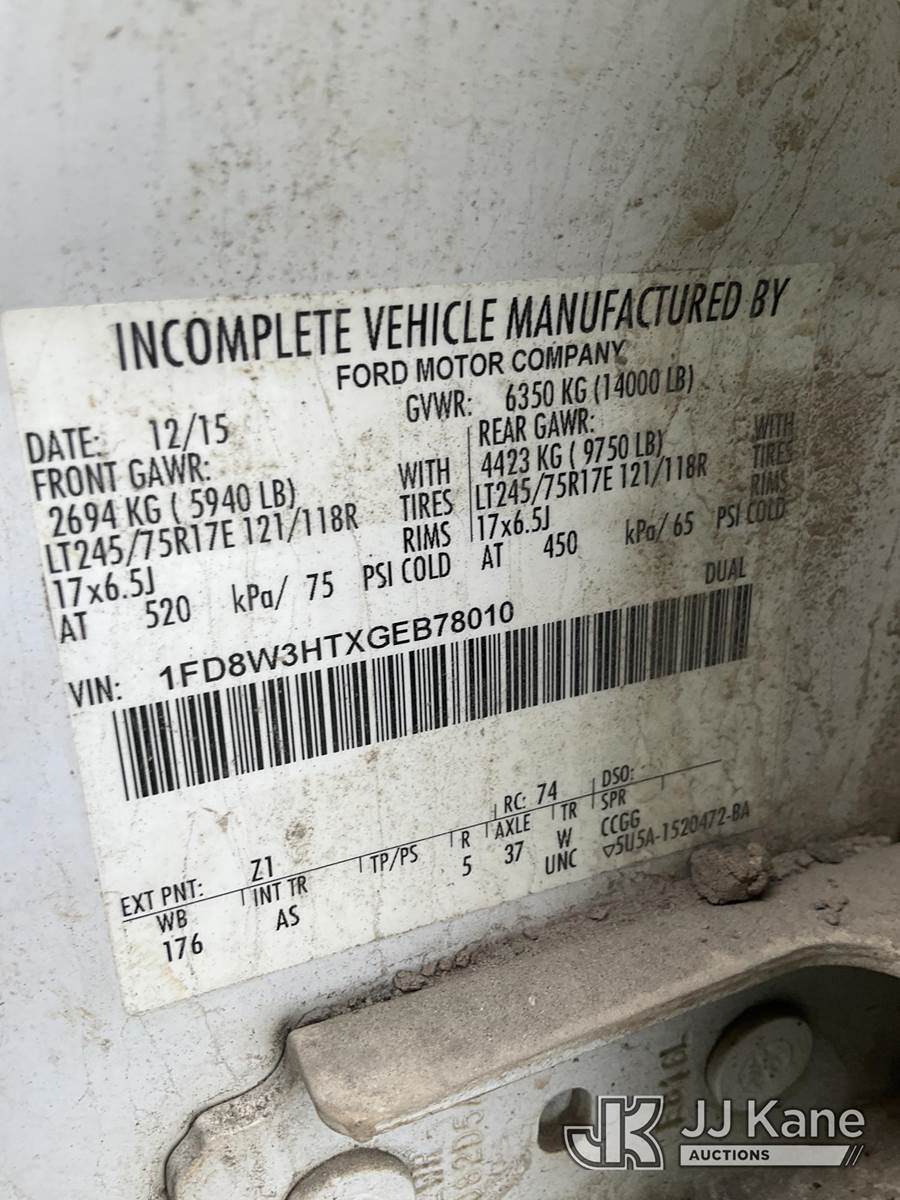 INCOMPLETE VEHICLE MANUFACTURED BY
FORD MOTOR COMPANY
DATE: 12/15
GVWR: 6350 KG (14000 LB)
FRONT GAWR:
2694 KG ( 5940 LB) WITH
LT245/75R17E 121/118R TIRES
17x6.5J RIMS
AT 520 kPa/ 75 PSI COLD
REAR GAWR:
4423 KG ( 9750 LB) WITH
LT245/75R17E 121/118R TIRES
17x6.5J RIMS
AT 450 kPa/ 65 PSI COLD
DUAL
VIN: 1FD8W3HTXGEB78010
EXT PNT: Z1 RC: 74 DSO:
WB INT TR TP/PS R AXLE TR SPR
176 AS 5 37 W CCGG
UNC ▽5U5A-1520472-BA
JK JJ Kane
AUCTIONS